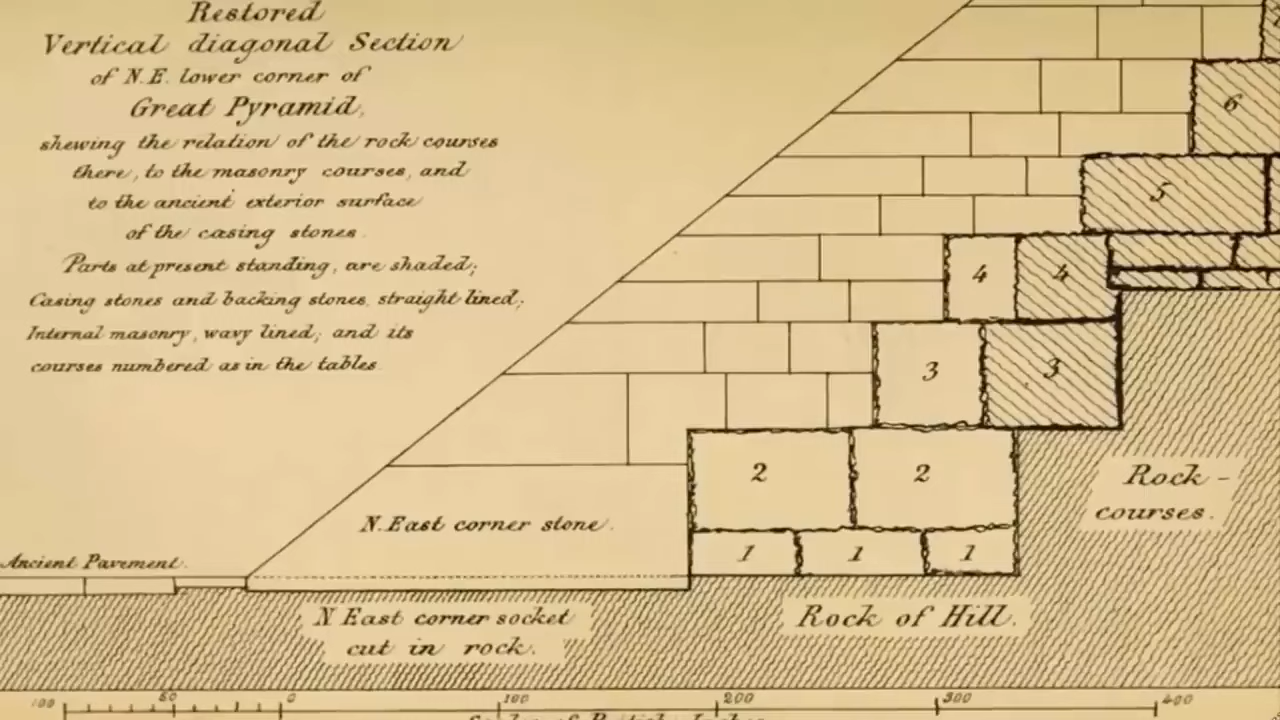 Restored
Vertical diagonal Section
of N.E. lower corner of
Great Pyramid,
shewing the relation of the rock courses
there, to the masonry courses, and
to the ancient exterior surface
of the casing stones.
Parts at present standing, are shaded;
Casing stones and backing stones, straight lined;
Internal masonry, wavy lined; and its
courses numbered as in the tables.
6
5
4 4
3 3
2 2
Rock-
courses.
N. East corner stone.
1 1 1
Ancient Pavement.
N East corner socket
cut in rock.
Rock of Hill.
100 50 0 100 200 300 400
Scale of British Inches